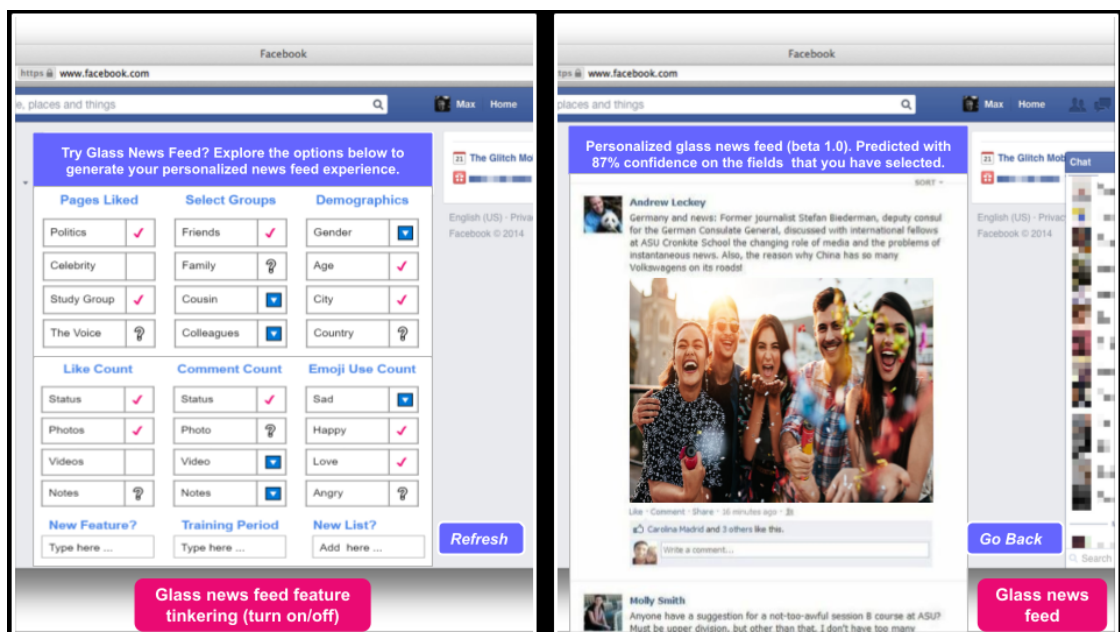 Facebook
https www.facebook.com
e, places and things
Max Home
Try Glass News Feed? Explore the options below to
generate your personalized news feed experience.
Pages Liked Select Groups Demographics
Politics Friends Gender
Celebrity Family Age
Study Group Cousin City
The Voice Colleagues Country
Like Count Comment Count Emoji Use Count
Status Status Sad
Photos Photo Happy
Videos Video Love
Notes Notes Angry
New Feature? Training Period New List?
Type here ... Type here ... Add here ...
21 The Glitch Mo
English (US) · Priva
Facebook © 2014
Refresh
Glass news feed feature
tinkering (turn on/off)
Facebook
tps www.facebook.com
places and things
Max Home
Personalized glass news feed (beta 1.0). Predicted with
87% confidence on the fields that you have selected.
SORT
Andrew Leckey
Germany and news: Former journalist Stefan Biederman, deputy consul
for the German Consulate General, discussed with international fellows
at ASU Cronkite School the changing role of media and the problems of
instantaneous news. Also, the reason why China has so many
Volkswagens on its roads!
Like · Comment · Share · 16 minutes ago ·
Carolina Madrid and 3 others like this.
Write a comment...
Molly Smith
Anyone have a suggestion for a not-too-awful session B course at ASU?
Must be upper division, but other than that, I don't have too many
21 The Glitch Mob
English (US) · Privac
Facebook © 2014
Chat
Go Back
Search
Glass news
feed